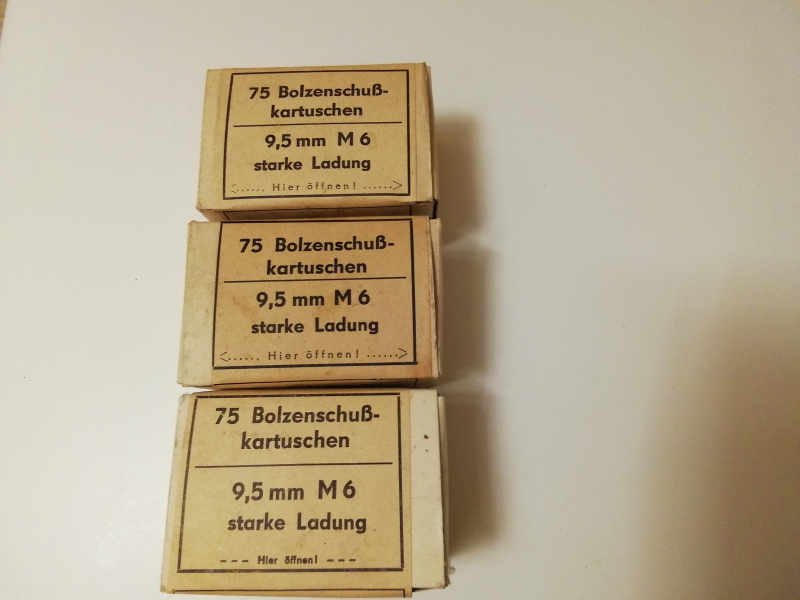 75 Bolzenschuß-
kartuschen
9,5 mm M 6
starke Ladung
<...... Hier öffnen! ......>
75 Bolzenschuß-
kartuschen
9,5 mm M 6
starke Ladung
<...... Hier öffnen! ......>
75 Bolzenschuß-
kartuschen
9,5 mm M 6
starke Ladung
--- Hier öffnen! ---